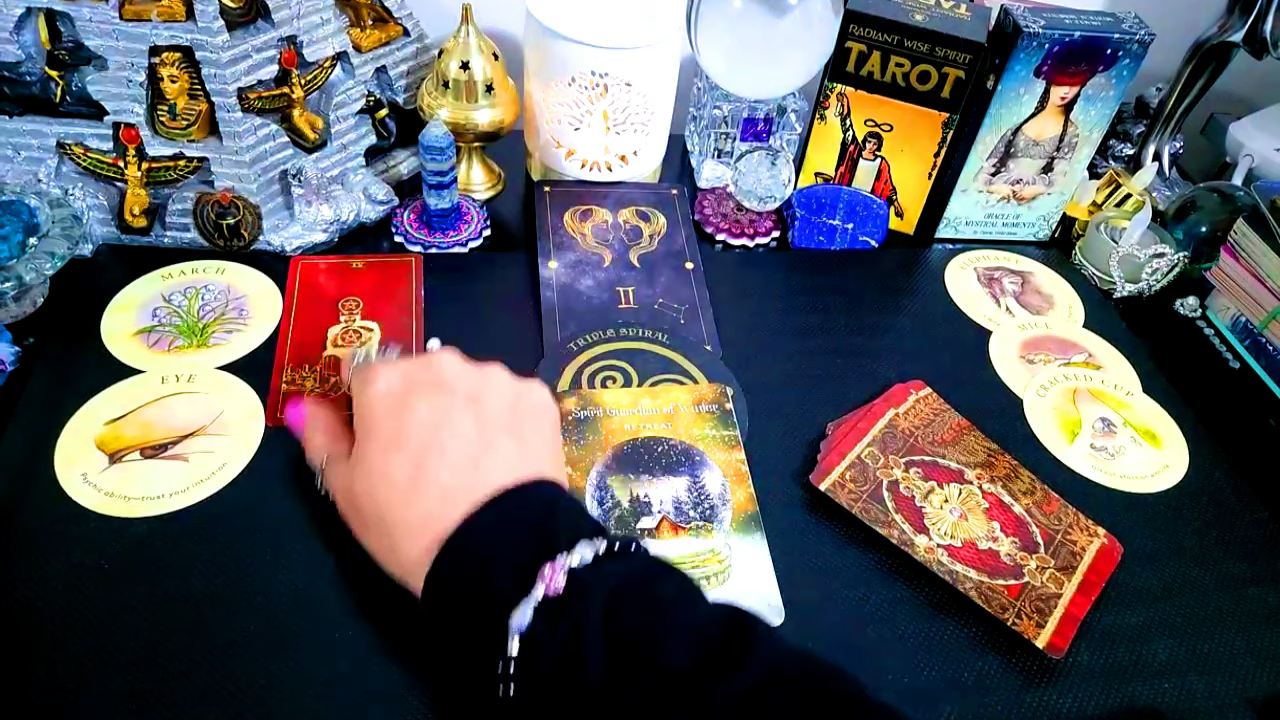 RADIANT WISE SPIRIT
TAROT
ORACLE OF
MYSTICAL MOMENTS
MARCH
EYE
Psychic ability—trust your intuition
II
TRIPLE SPIRAL
Spirit Guardian of Winter
RETREAT
ELEPHANT
MICE
CRACKED CUP